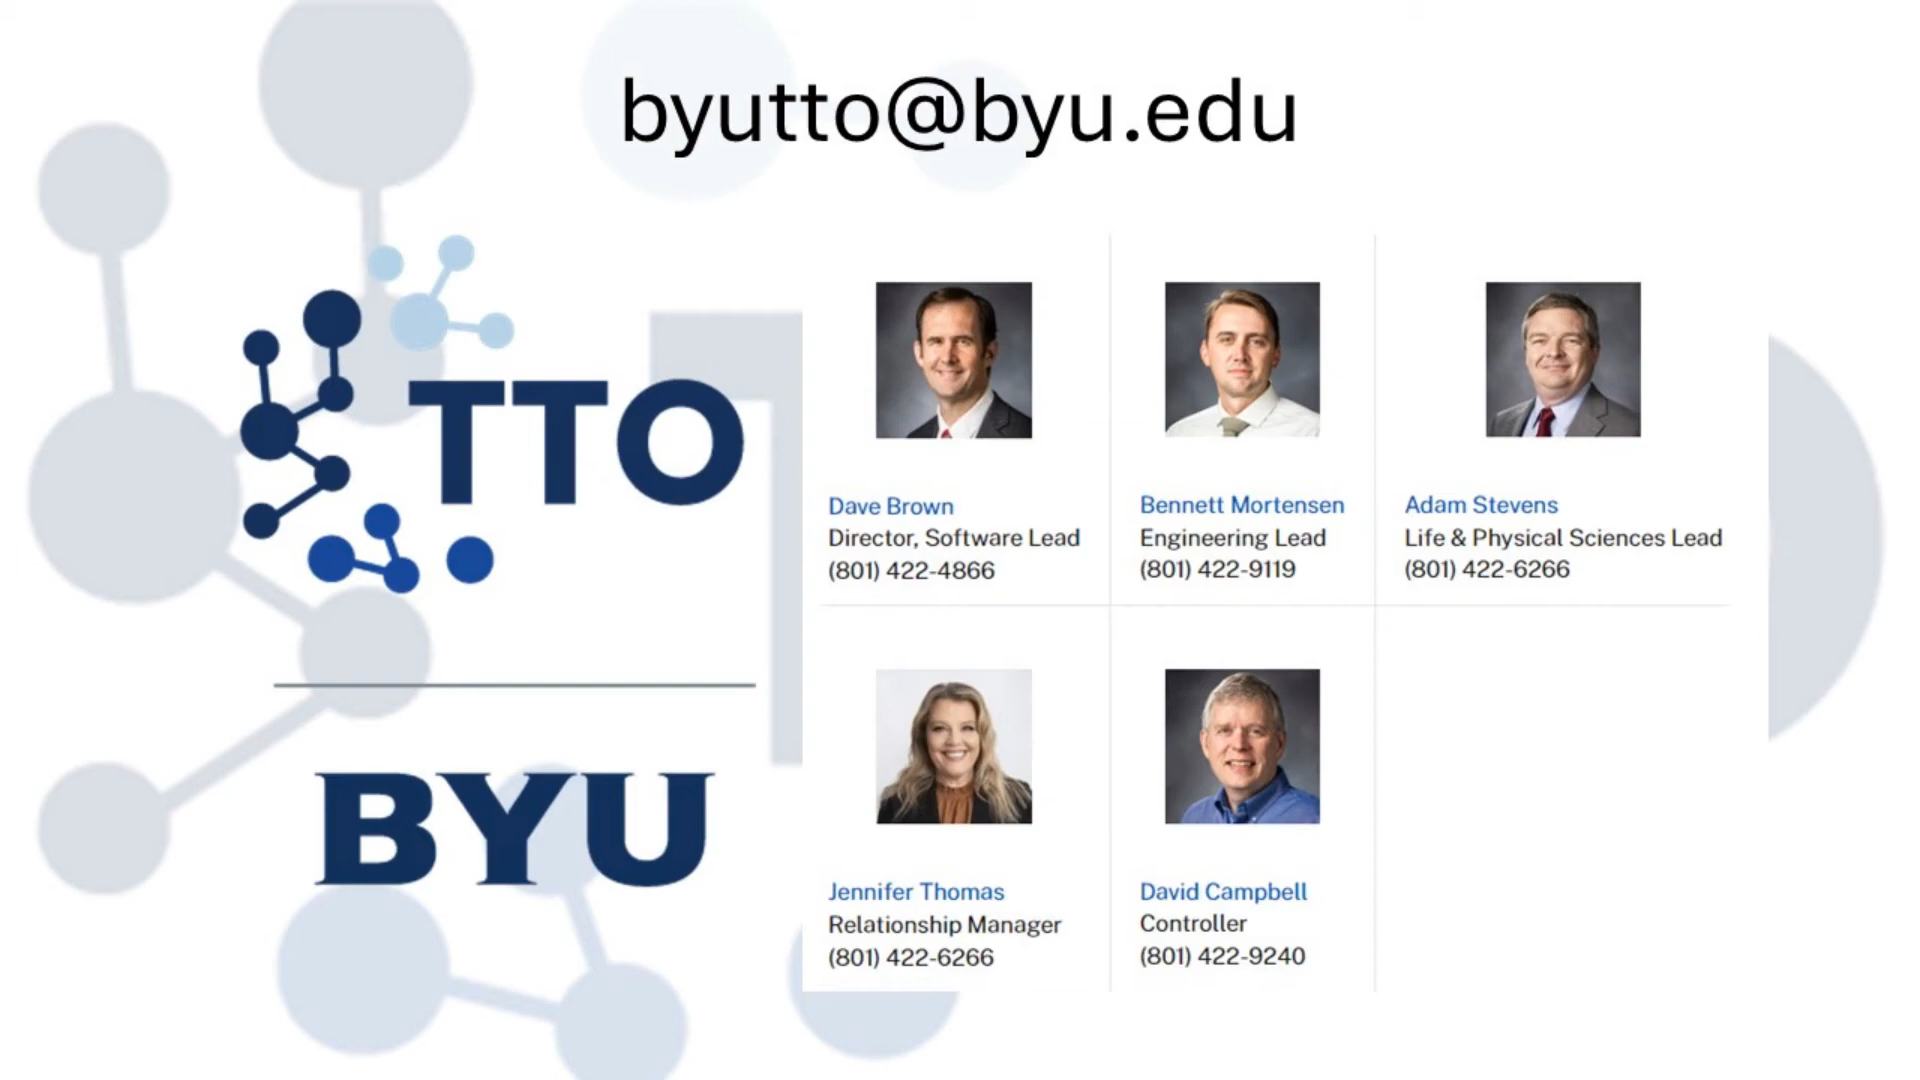 byutto@byu.edu
TTO
BYU
Dave Brown
Director, Software Lead
(801) 422-4866
Bennett Mortensen
Engineering Lead
(801) 422-9119
Adam Stevens
Life & Physical Sciences Lead
(801) 422-6266
Jennifer Thomas
Relationship Manager
(801) 422-6266
David Campbell
Controller
(801) 422-9240